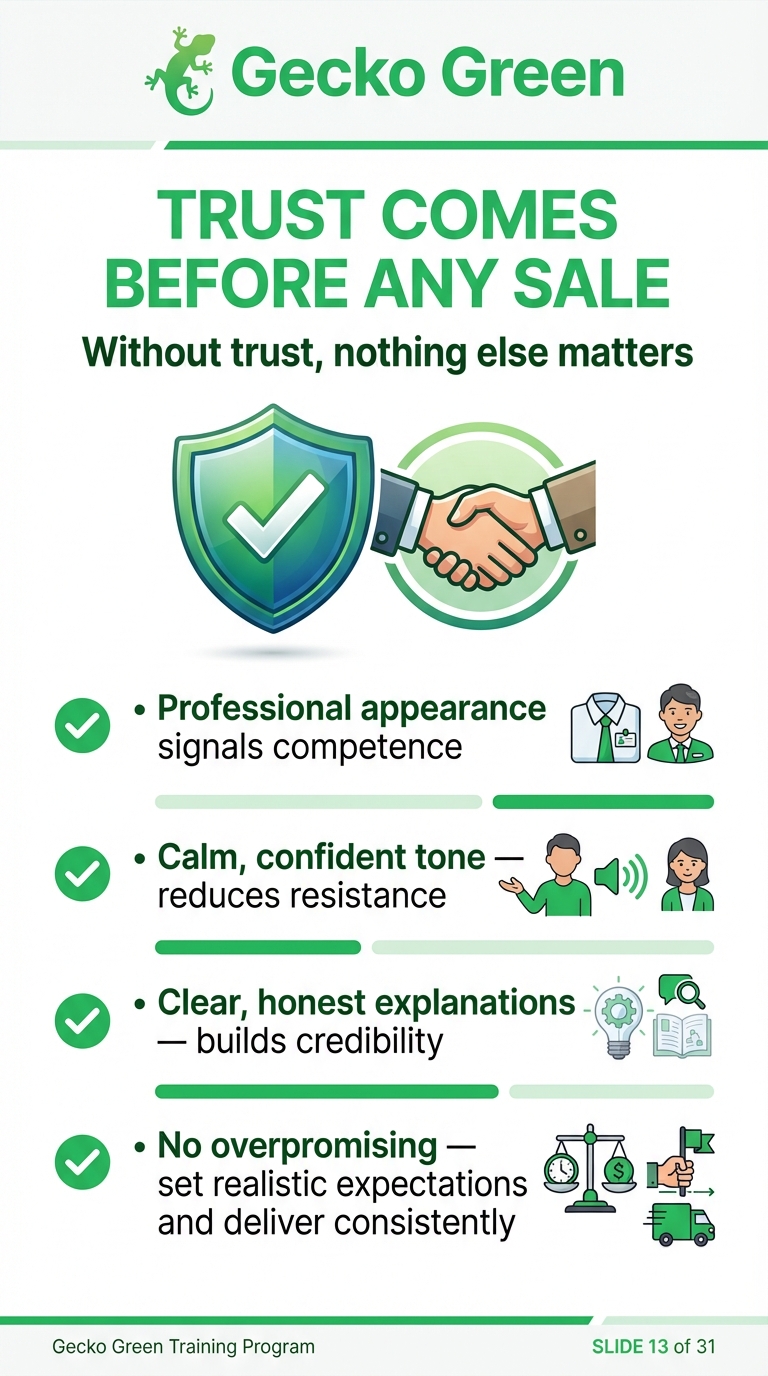 Gecko Green
TRUST COMES
BEFORE ANY SALE
Without trust, nothing else matters
• Professional appearance
signals competence
• Calm, confident tone —
reduces resistance
• Clear, honest explanations
— builds credibility
• No overpromising —
set realistic expectations
and deliver consistently
$
Gecko Green Training Program
SLIDE 13 of 31